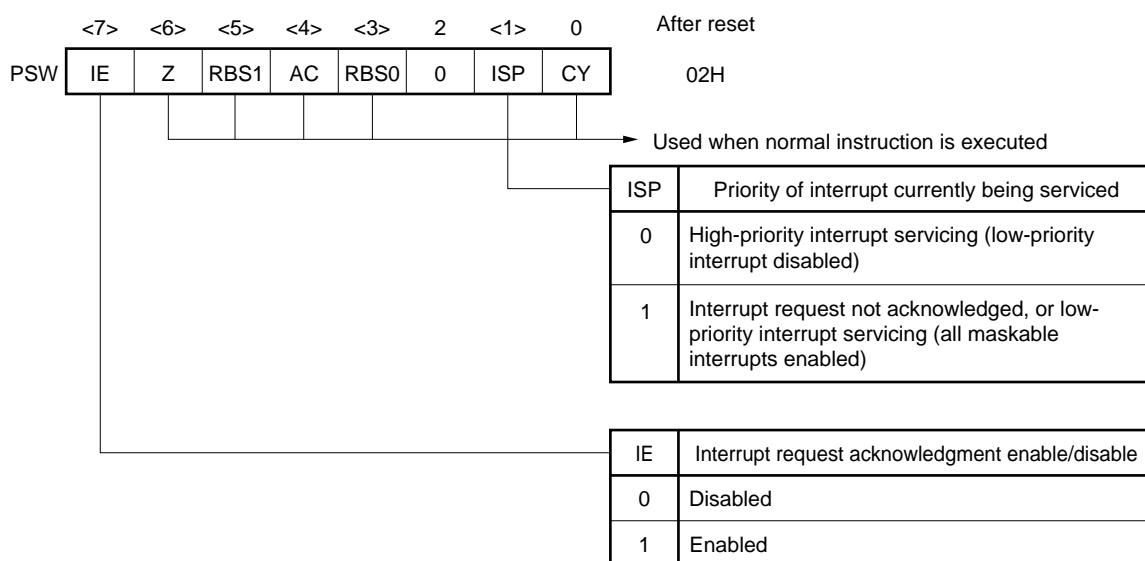 <7> <6> <5> <4> <3> 2 <1> 0 After reset
PSW IE Z RBS1 AC RBS0 0 ISP CY 02H
Used when normal instruction is executed
ISP Priority of interrupt currently being serviced
0 High-priority interrupt servicing (low-priority
interrupt disabled)
1 Interrupt request not acknowledged, or low-
priority interrupt servicing (all maskable
interrupts enabled)
IE Interrupt request acknowledgment enable/disable
0 Disabled
1 Enabled